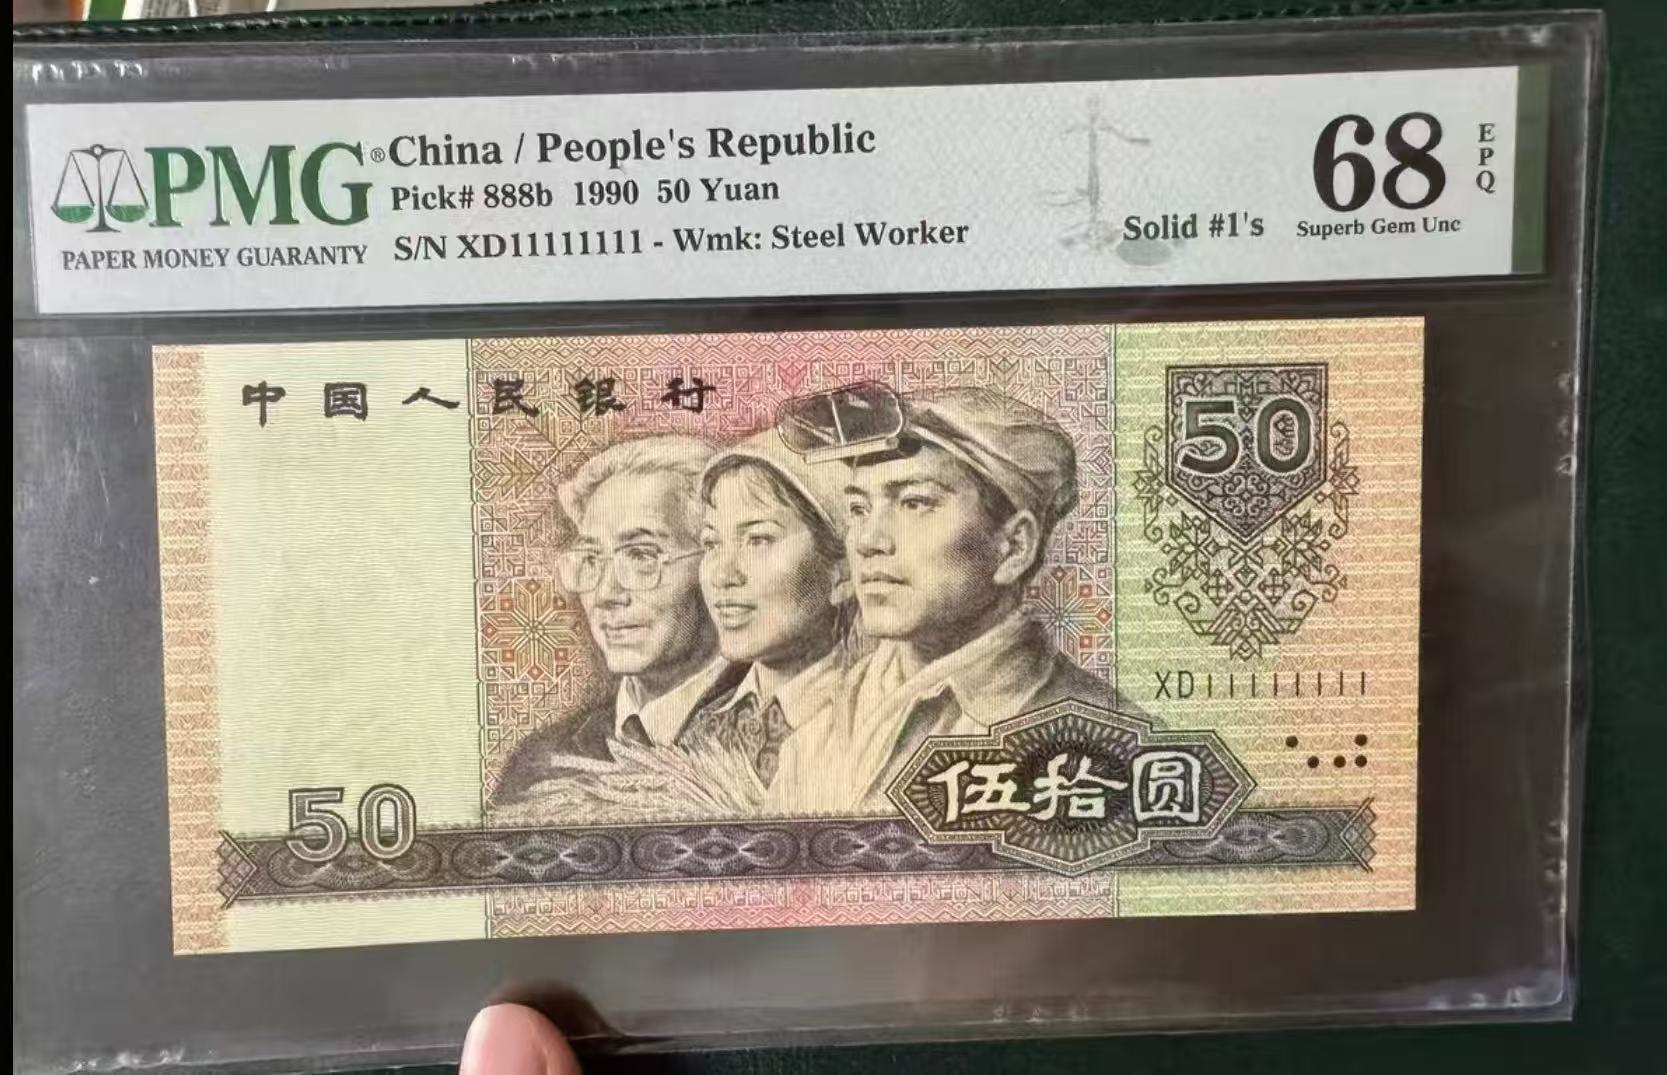 PMG® China / People's Republic
Pick# 888b 1990 50 Yuan
PAPER MONEY GUARANTY S/N XD11111111 - Wmk: Steel Worker
Solid #1's
68
EPQ
Superb Gem Unc
中国人民银行
50
XD11111111
伍拾圆
50